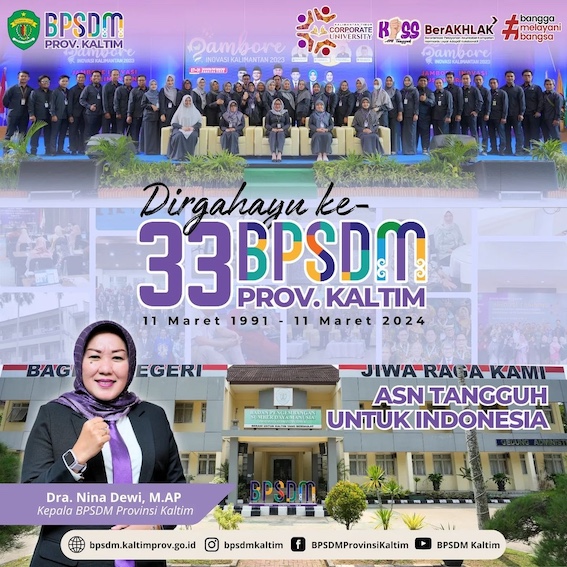 BPSDM
PROV. KALTIM
CORPORATE
UNIVERSITY
BerAKHLAK
#bangga
melayani
bangsa
Jambore
INOVASI KALIMANTAN 2023
Dirgahayu ke-
33 BPSDM
PROV. KALTIM
11 Maret 1991 - 11 Maret 2024
JIWA RAGA KAMI
ASN TANGGUH
UNTUK INDONESIA
BPSDM
Dra. Nina Dewi, M.AP
Kepala BPSDM Provinsi Kaltim
bpsdm.kaltimprov.go.id
bpsdmkaltim
BPSDMProvinsiKaltim
BPSDM Kaltim